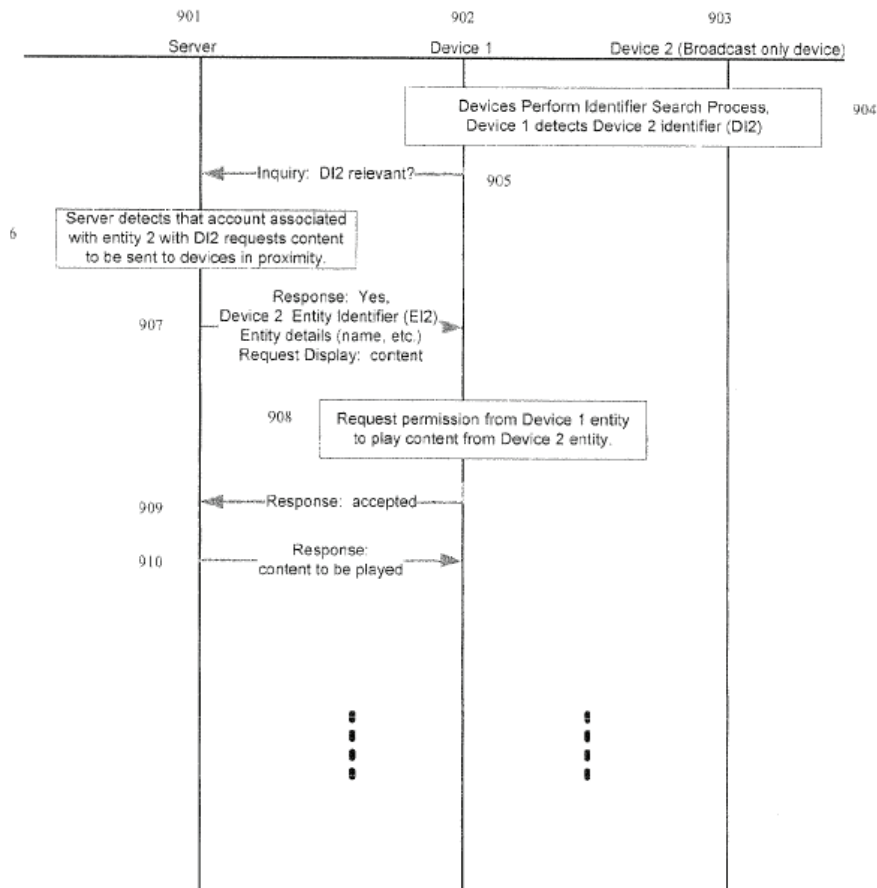 901 902 903
Server Device 1 Device 2 (Broadcast only device)
Devices Perform Identifier Search Process,
Device 1 detects Device 2 identifier (DI2)
904
Inquiry: DI2 relevant?
905
Server detects that account associated
with entity 2 with DI2 requests content
to be sent to devices in proximity.
6
Response: Yes,
Device 2 Entity Identifier (EI2)
Entity details (name, etc.)
Request Display: content
907
908
Request permission from Device 1 entity
to play content from Device 2 entity.
Response: accepted
909
910
Response:
content to be played